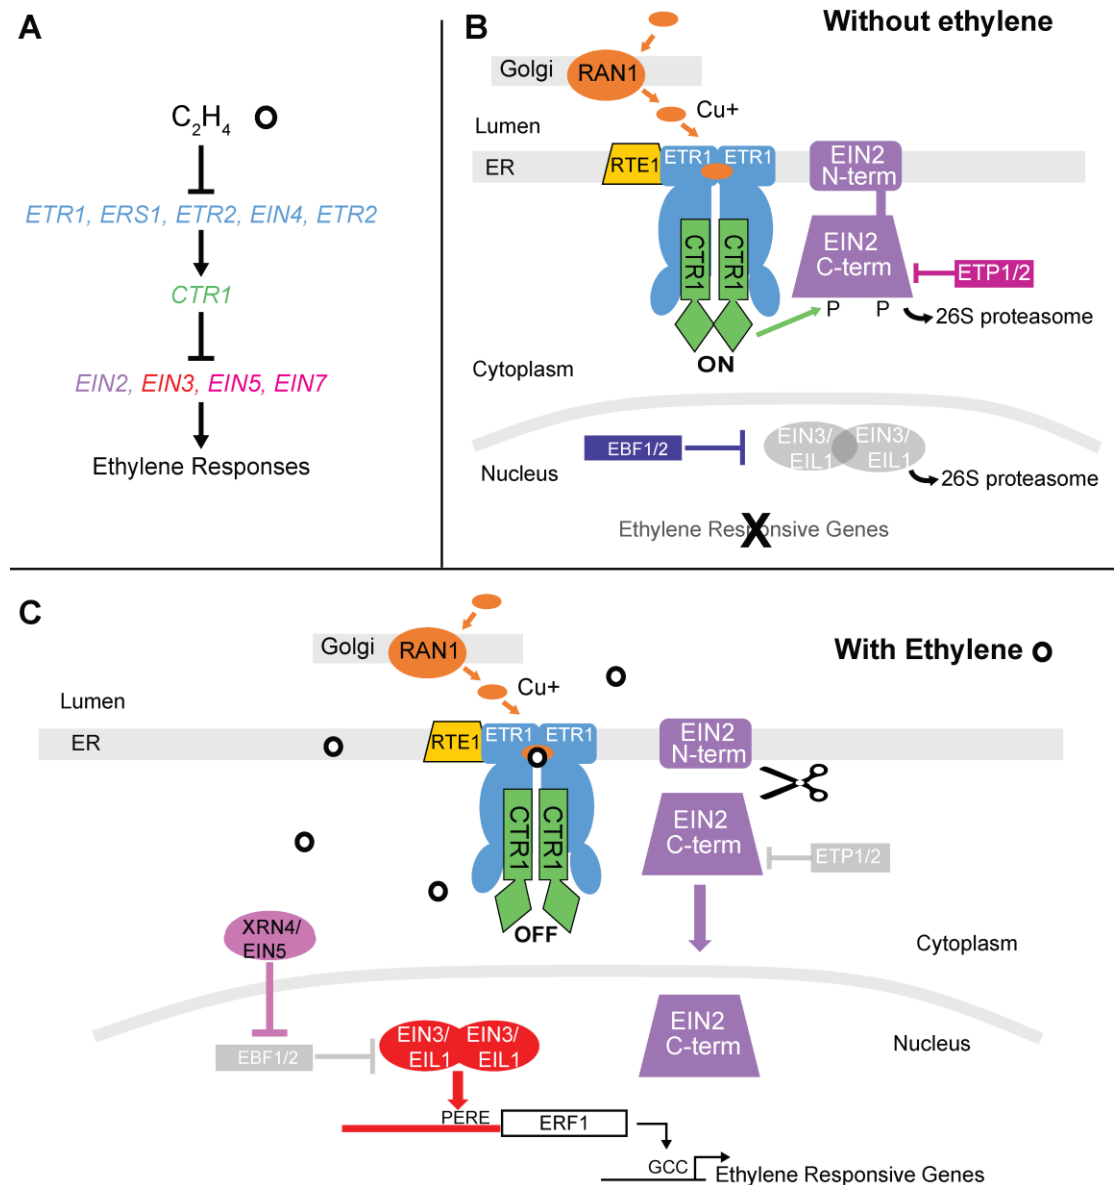 A
C2H4
ETR1, ERS1, ETR2, EIN4, ETR2
CTR1
EIN2, EIN3, EIN5, EIN7
Ethylene Responses
B
Without ethylene
Golgi
RAN1
Cu+
Lumen
ER
RTE1
ETR1
ETR1
EIN2
N-term
CTR1
CTR1
EIN2
C-term
ETP1/2
P
P
26S proteasome
ON
Cytoplasm
EBF1/2
EIN3/
EIL1
EIN3/
EIL1
Nucleus
26S proteasome
Ethylene Responsive Genes
X
C
With Ethylene
Golgi
RAN1
Cu+
Lumen
ER
RTE1
ETR1
ETR1
EIN2
N-term
CTR1
CTR1
EIN2
C-term
ETP1/2
OFF
XRN4/
EIN5
Cytoplasm
EBF1/2
EIN3/
EIL1
EIN3/
EIL1
EIN2
C-term
Nucleus
PERE
ERF1
GCC
Ethylene Responsive Genes